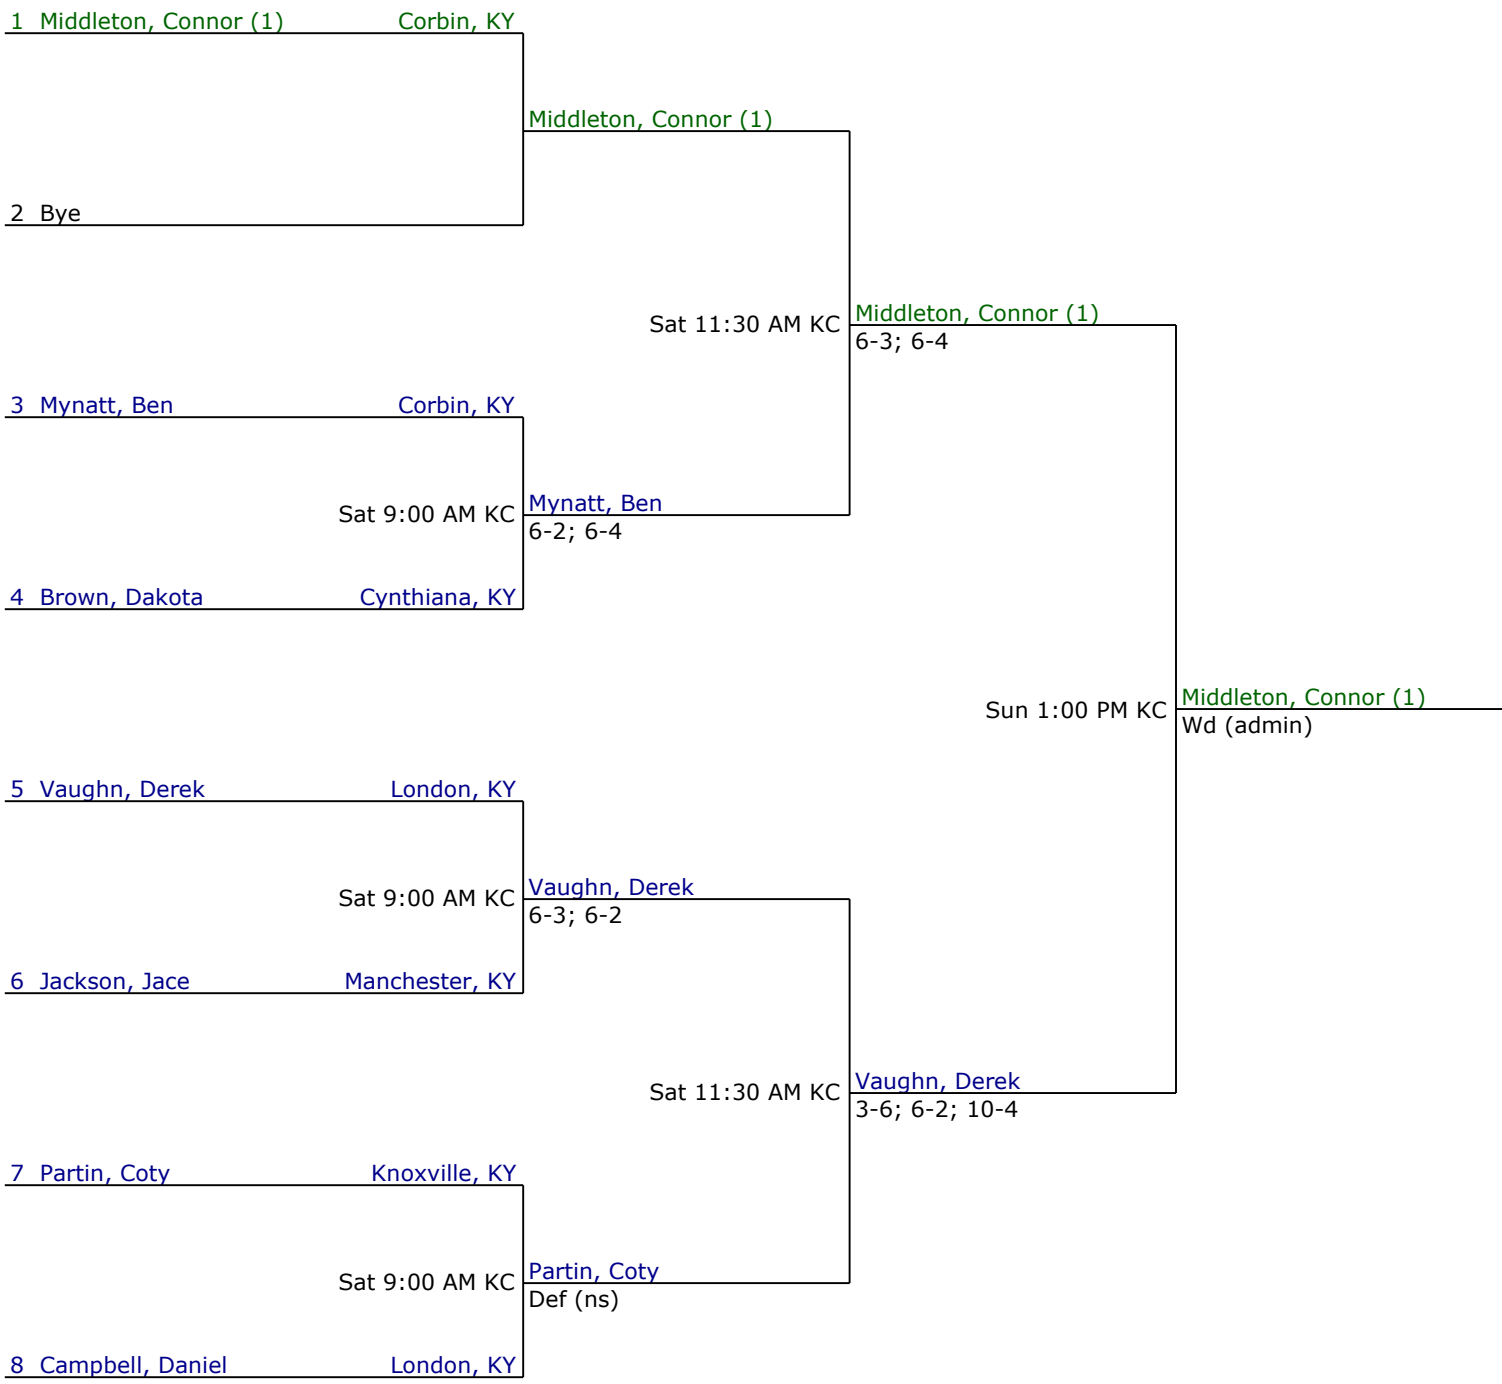 1 Middleton, Connor (1) Corbin, KY
Middleton, Connor (1)
2 Bye
Sat 11:30 AM KC
Middleton, Connor (1)
6-3; 6-4
3 Mynatt, Ben Corbin, KY
Sat 9:00 AM KC
Mynatt, Ben
6-2; 6-4
4 Brown, Dakota Cynthiana, KY
Sun 1:00 PM KC
Middleton, Connor (1)
Wd (admin)
5 Vaughn, Derek London, KY
Sat 9:00 AM KC
Vaughn, Derek
6-3; 6-2
6 Jackson, Jace Manchester, KY
Sat 11:30 AM KC
Vaughn, Derek
3-6; 6-2; 10-4
7 Partin, Coty Knoxville, KY
Sat 9:00 AM KC
Partin, Coty
Def (ns)
8 Campbell, Daniel London, KY